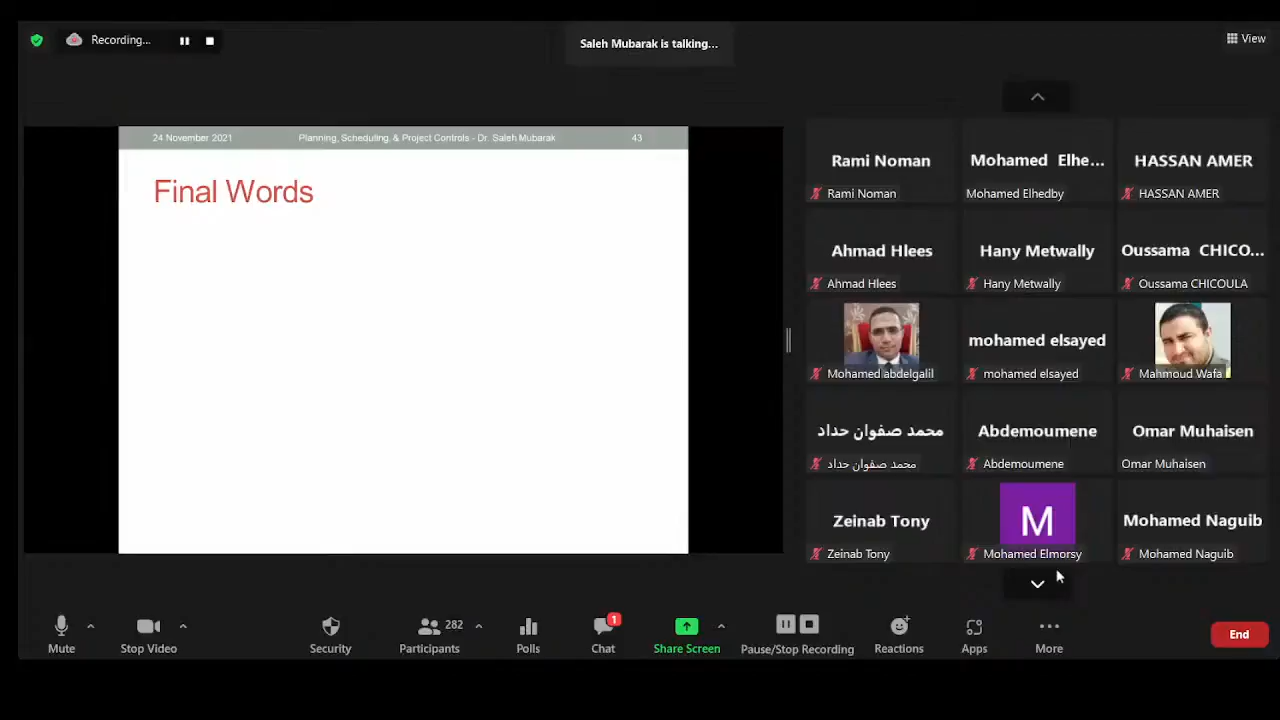 Recording...
Saleh Mubarak is talking...
View
24 November 2021 Planning, Scheduling, & Project Controls - Dr. Saleh Mubarak 43
Final Words
Rami Noman
Rami Noman
Mohamed Elhe...
Mohamed Elhedby
HASSAN AMER
HASSAN AMER
Ahmad Hlees
Ahmad Hlees
Hany Metwally
Hany Metwally
Oussama CHICO...
Oussama CHICOULA
Mohamed abdelgalil
mohamed elsayed
mohamed elsayed
Mahmoud Wafa
محمد صفوان حداد
محمد صفوان حداد
Abdemoumene
Abdemoumene
Omar Muhaisen
Omar Muhaisen
Zeinab Tony
Zeinab Tony
M
Mohamed Elmorsy
Mohamed Naguib
Mohamed Naguib
Mute
Stop Video
Security
282
Participants
Polls
1
Chat
Share Screen
Pause/Stop Recording
Reactions
Apps
More
End